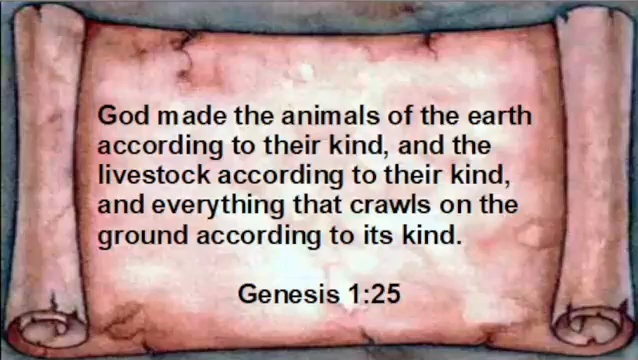 God made the animals of the earth
according to their kind, and the
livestock according to their kind,
and everything that crawls on the
ground according to its kind.
Genesis 1:25